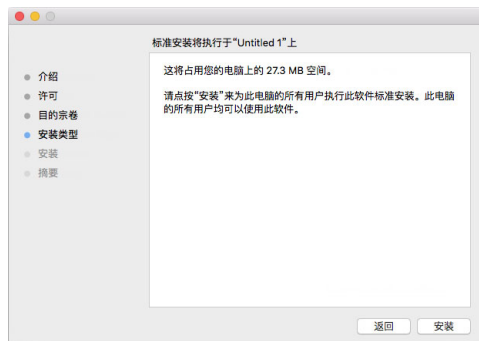 标准安装将执行于“Untitled 1”上
介绍
许可
目的宗卷
安装类型
安装
摘要
这将占用您的电脑上的 27.3 MB 空间。
请点按“安装”来为此电脑的所有用户执行此软件标准安装。此电脑
的所有用户均可以使用此软件。
返回
安装